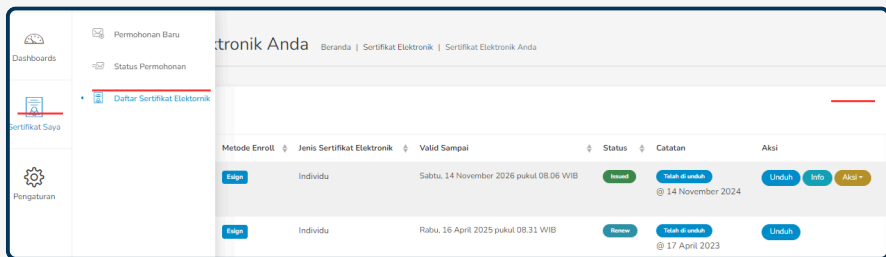 Dashboards
Sertifikat Saya
Pengaturan
Permohonan Baru
Status Permohonan
Daftar Sertifikat Elektornik
tronik Anda Beranda | Sertifikat Elektronik | Sertifikat Elektronik Anda
Metode Enroll Jenis Sertifikat Elektronik Valid Sampai Status Catatan Aksi
Esign Individu Sabtu, 14 November 2026 pukul 08.06 WIB Issued Telah di unduh Unduh Info Aksi
@ 14 November 2024
Esign Individu Rabu, 16 April 2025 pukul 08.31 WIB Renew Telah di unduh Unduh
@ 17 April 2023